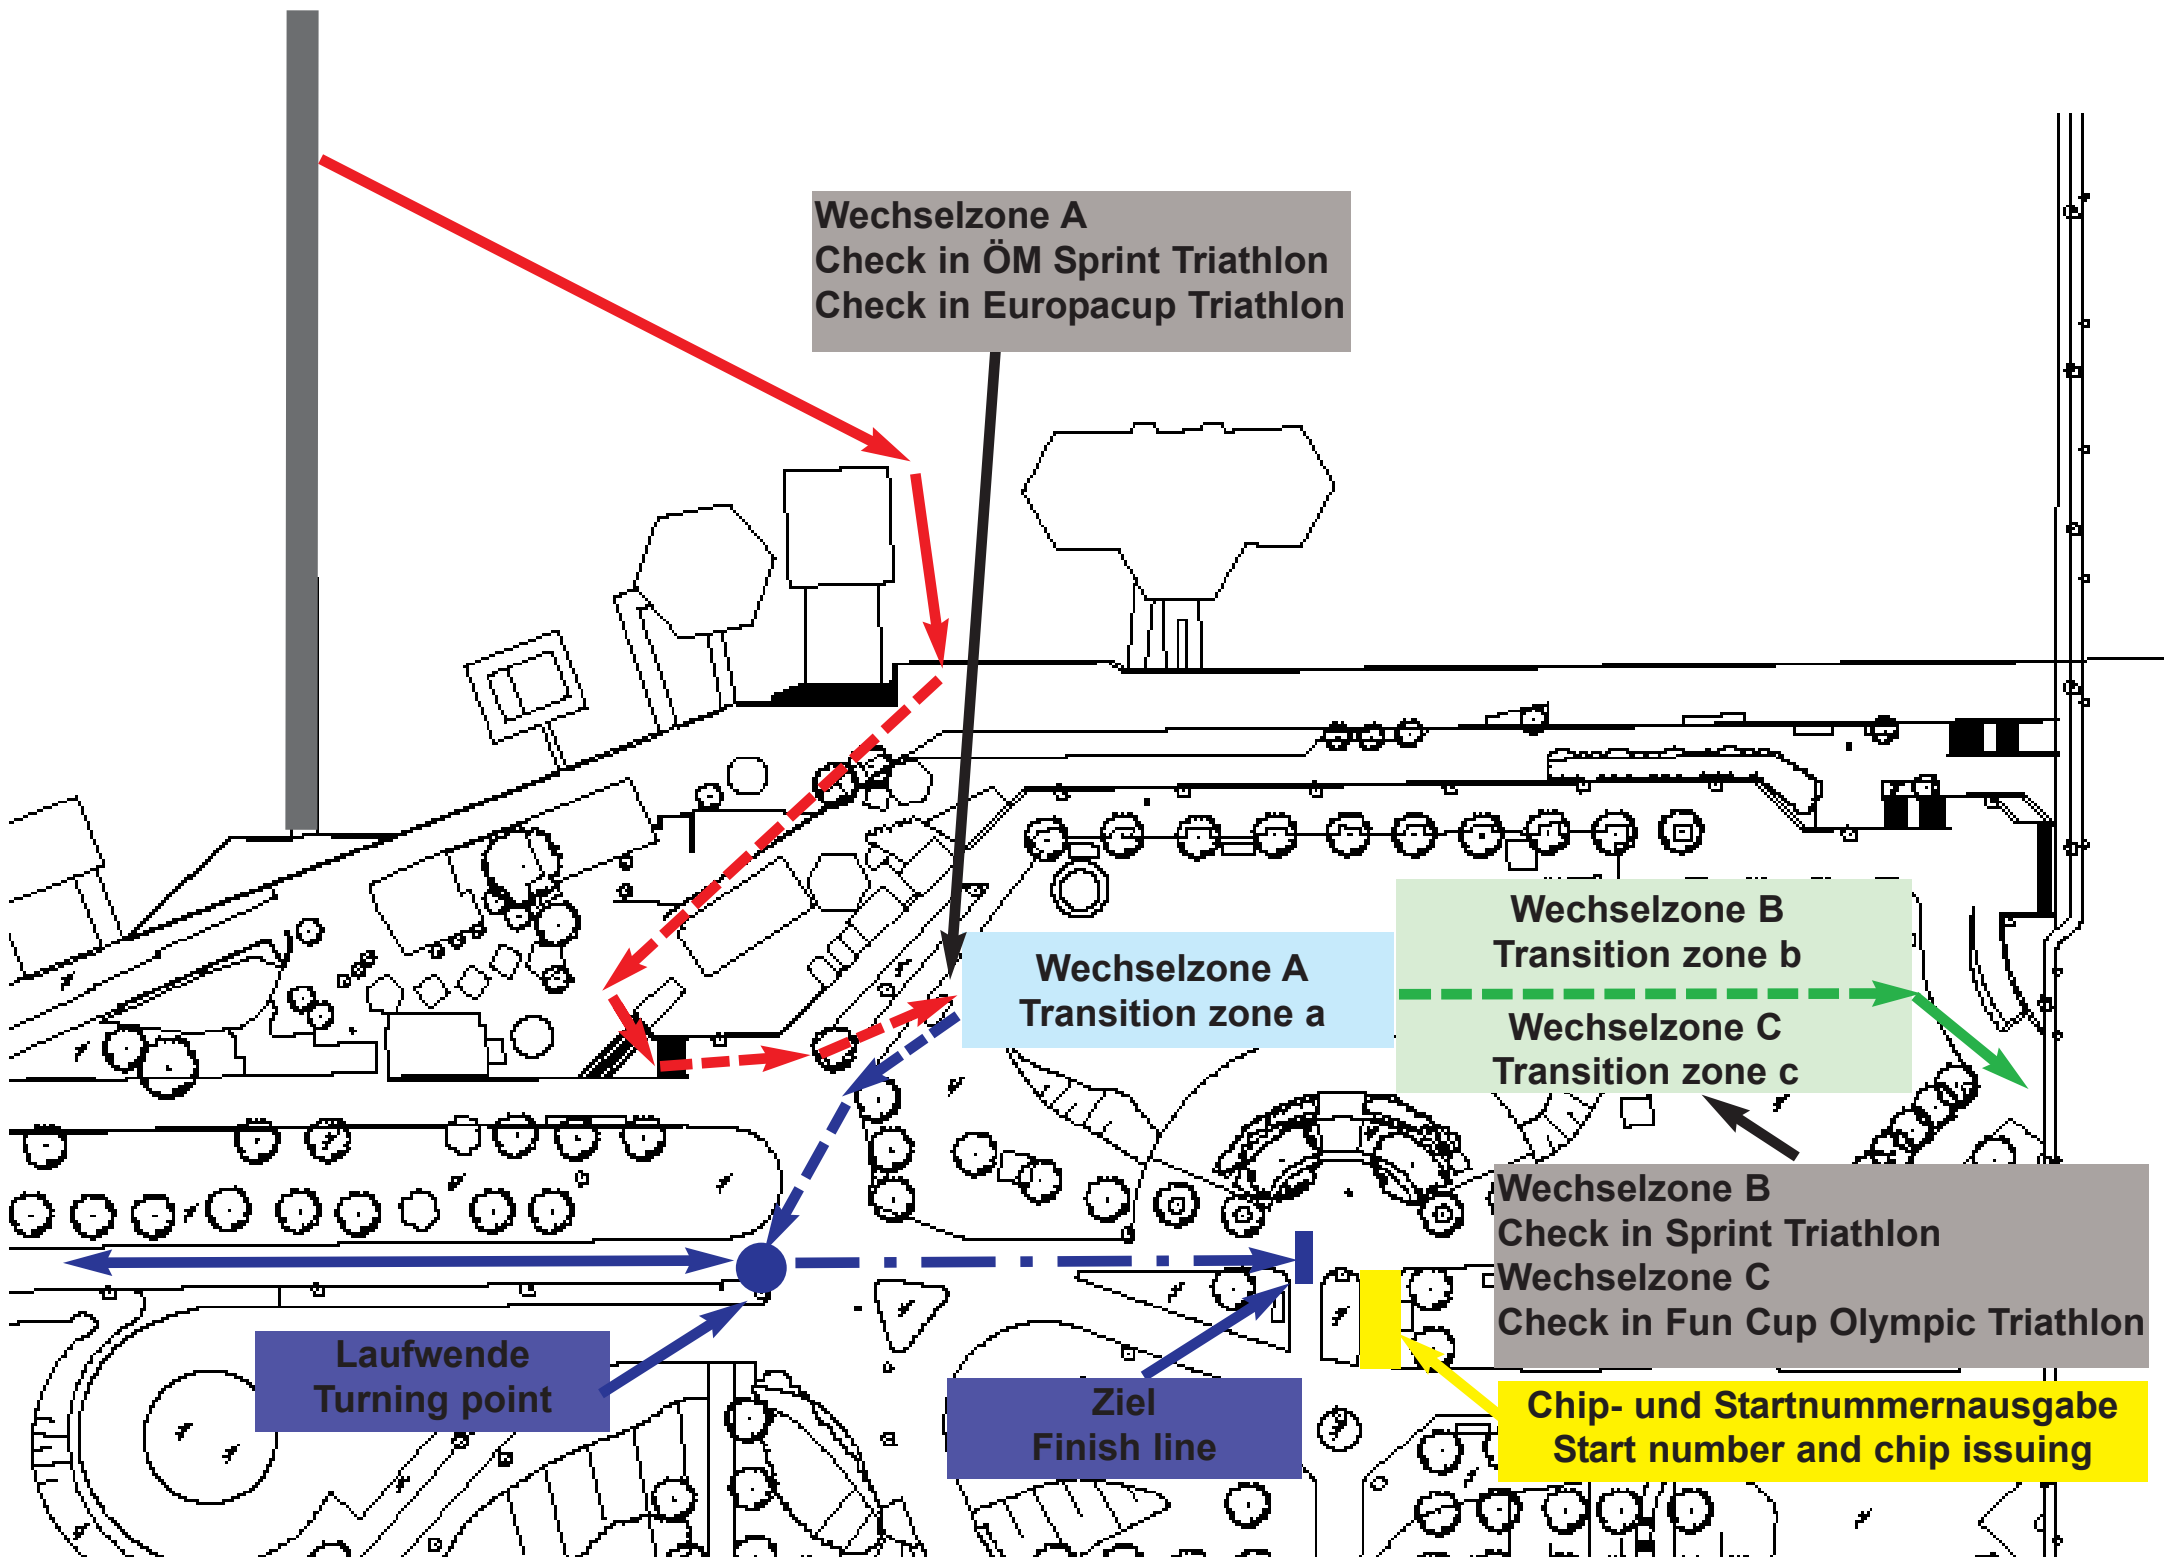 Wechselzone A
Check in ÖM Sprint Triathlon
Check in Europacup Triathlon
Wechselzone B
Transition zone b
Wechselzone A
Transition zone a
Wechselzone C
Transition zone c
Wechselzone B
Check in Sprint Triathlon
Wechselzone C
Check in Fun Cup Olympic Triathlon
Laufwende
Turning point
Ziel
Finish line
Chip- und Startnummernausgabe
Start number and chip issuing